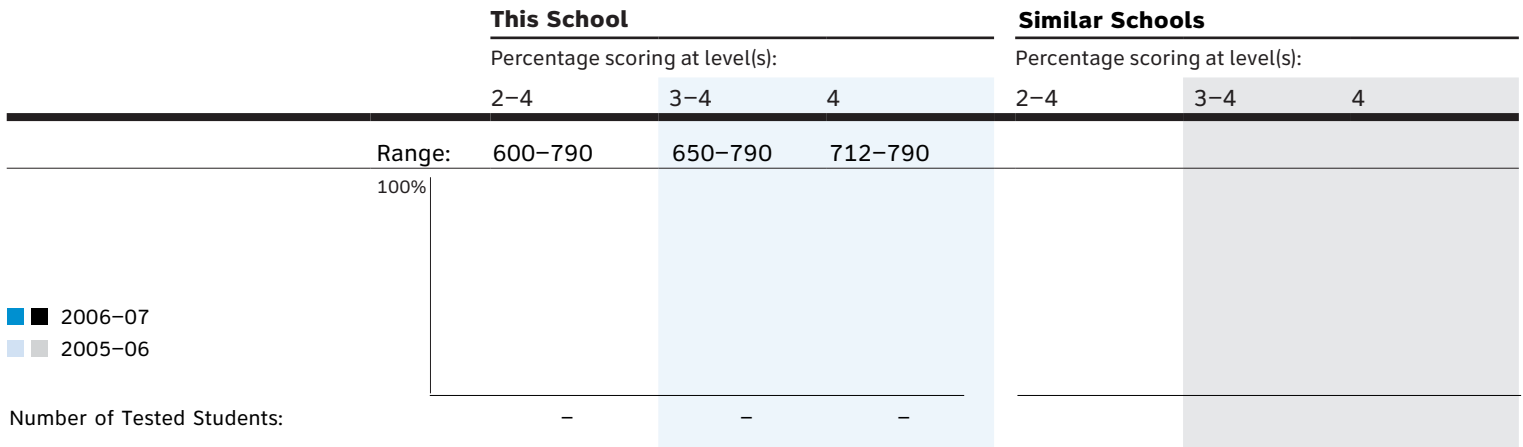 This School Similar Schools
Percentage scoring at level(s): Percentage scoring at level(s):
2–4 3–4 4 2–4 3–4 4
Range: 600–790 650–790 712–790
100%
2006–07
2005–06
Number of Tested Students: – – –